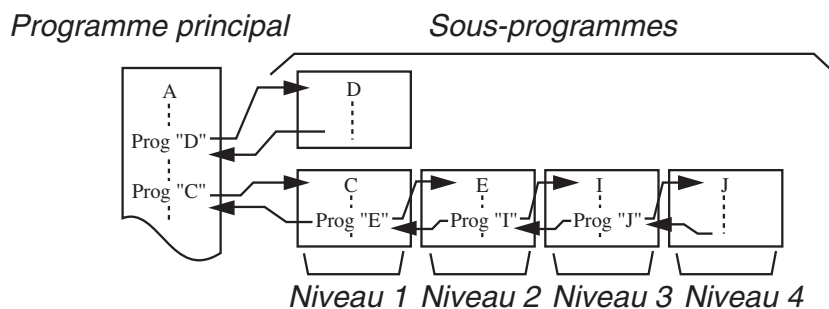 Programme principal
Sous-programmes
A
D
Prog "D"
Prog "C"
C
E
I
J
Prog "E"
Prog "I"
Prog "J"
Niveau 1
Niveau 2
Niveau 3
Niveau 4